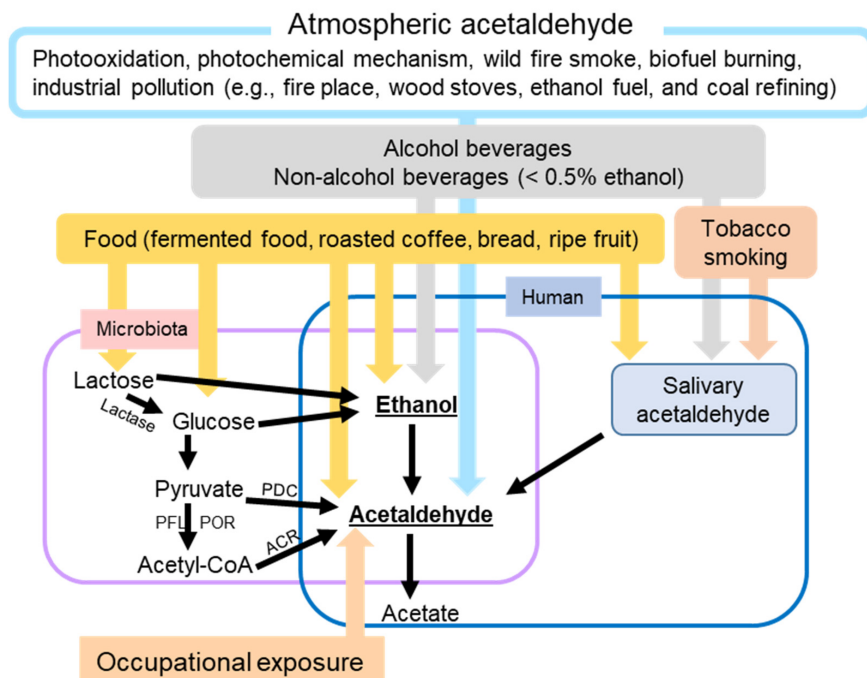 Atmospheric acetaldehyde
Photooxidation, photochemical mechanism, wild fire smoke, biofuel burning,
industrial pollution (e.g., fire place, wood stoves, ethanol fuel, and coal refining)
Alcohol beverages
Non-alcohol beverages (< 0.5% ethanol)
Food (fermented food, roasted coffee, bread, ripe fruit)
Tobacco
smoking
Human
Microbiota
Lactose
Lactase
Glucose
Ethanol
Salivary
acetaldehyde
Pyruvate
PDC
PFL
POR
Acetaldehyde
ACR
Acetyl-CoA
Acetate
Occupational exposure